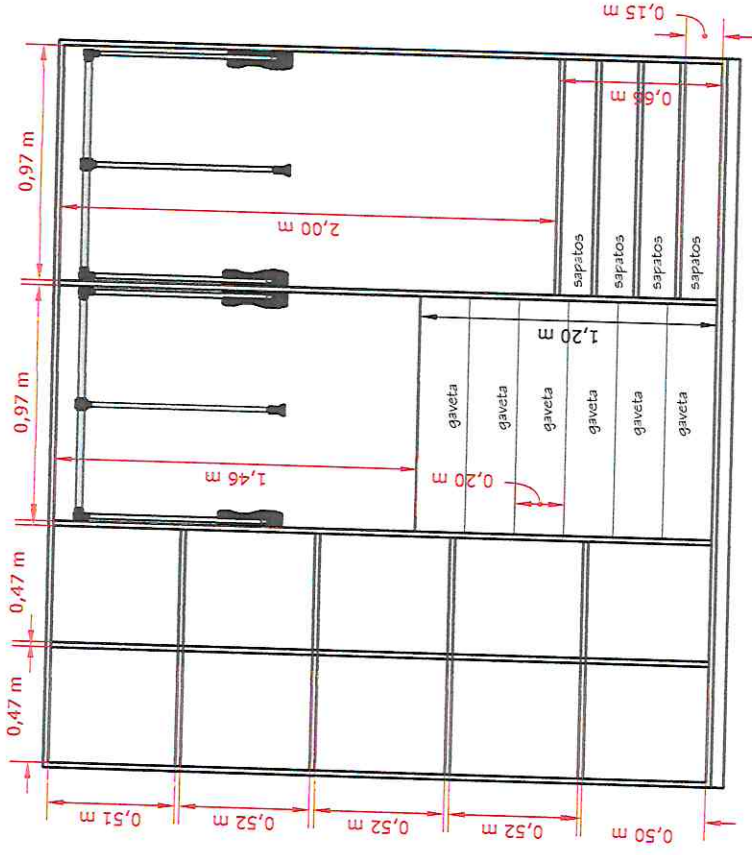 0,15 m
0,97 m
0,97 m
0,47 m
0,47 m
2,00 m
0,66 m
sapatos
sapatos
sapatos
sapatos
1,46 m
1,20 m
0,20 m
gaveta
gaveta
gaveta
gaveta
gaveta
gaveta
0,51 m
0,52 m
0,52 m
0,52 m
0,50 m